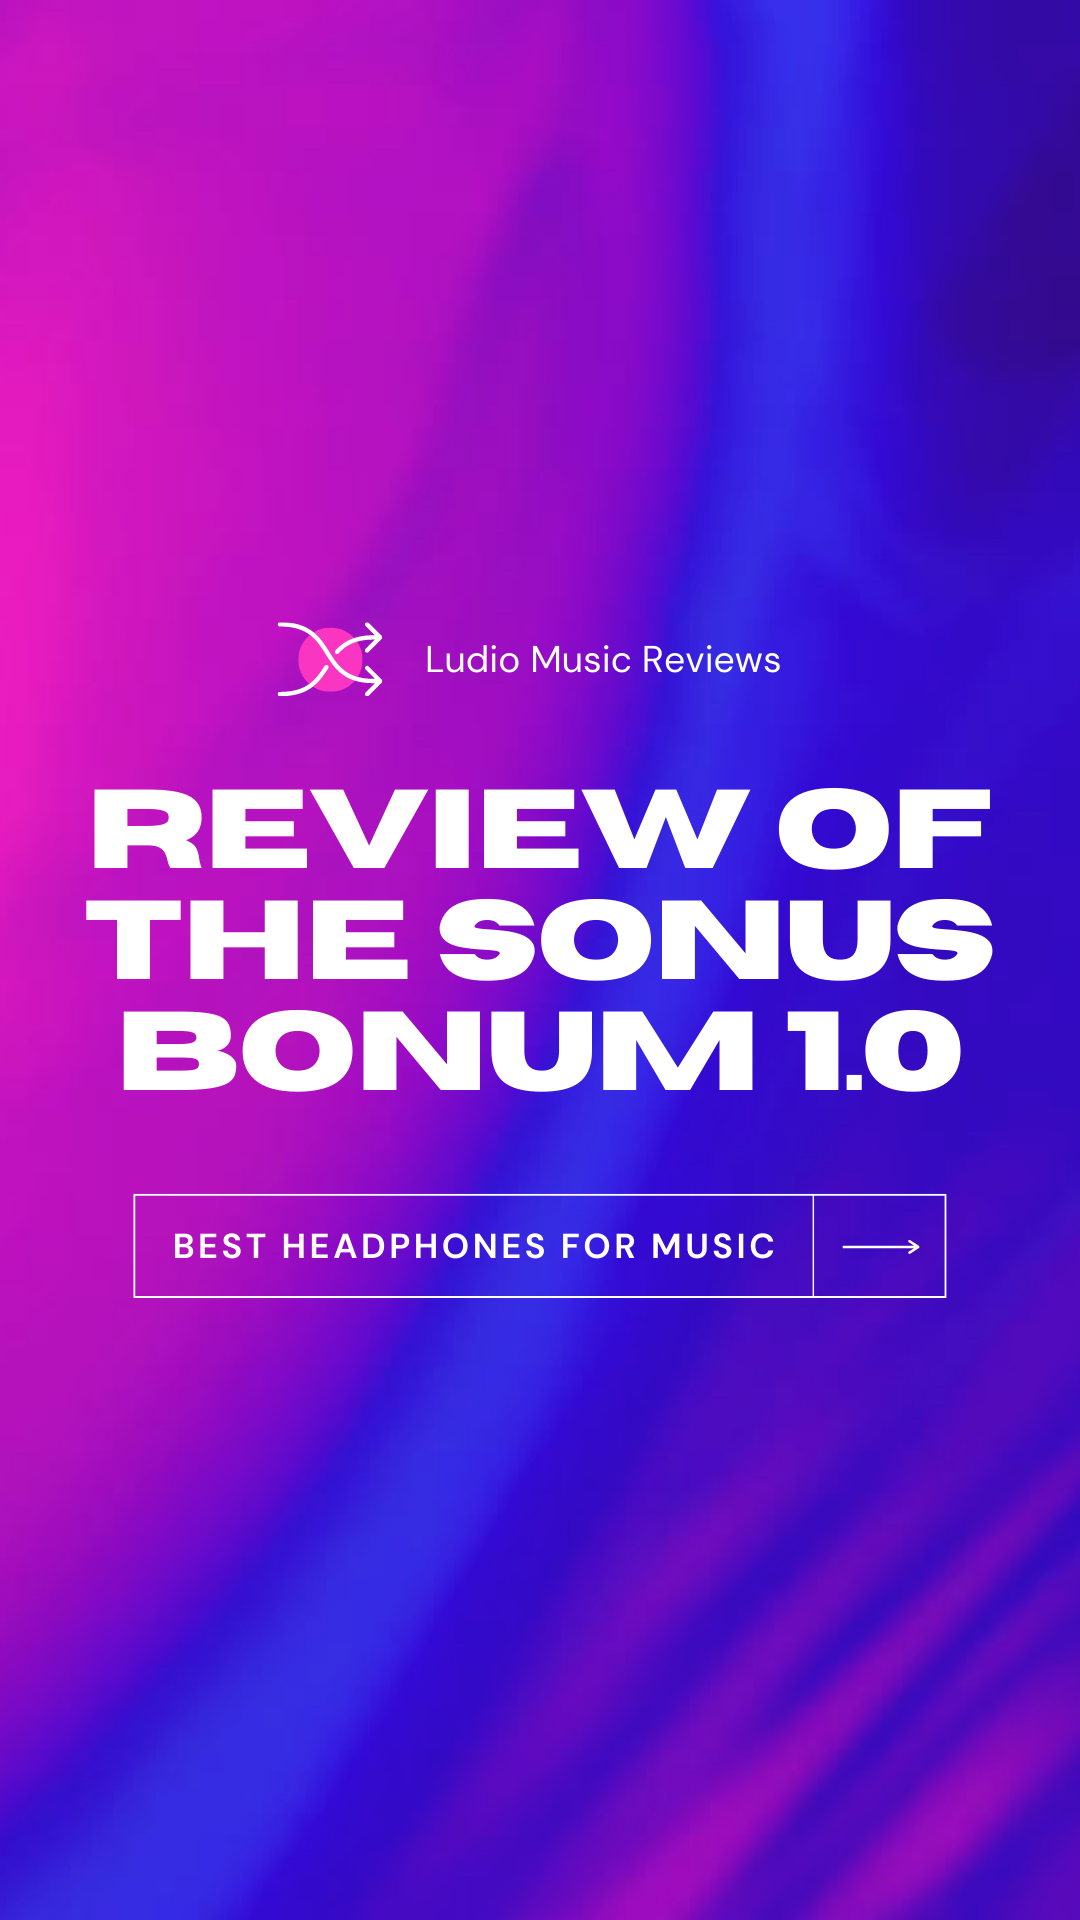 Ludio Music Reviews
REVIEW OF
THE SONUS
BONUM 1.0
BEST HEADPHONES FOR MUSIC